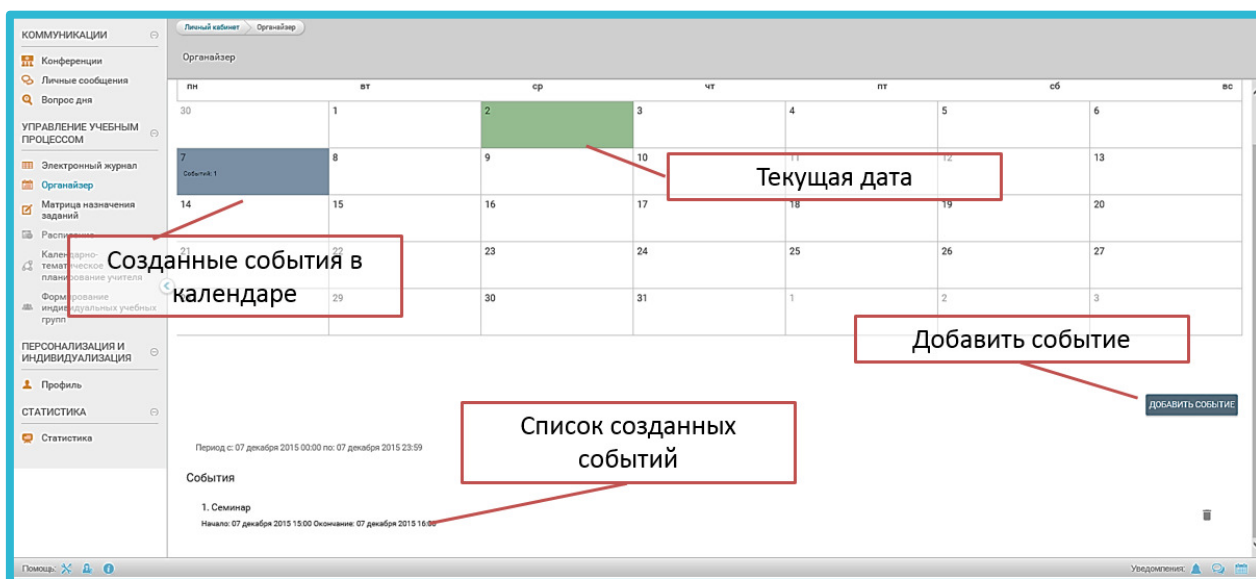 КОММУНИКАЦИИ
Конференции
Личные сообщения
Вопрос дня
УПРАВЛЕНИЕ УЧЕБНЫМ
ПРОЦЕССОМ
Электронный журнал
Органайзер
Матрица назначения
заданий
Расписание
Календарно-
тематическое
планирование учителя
Формирование
индивидуальных учебных
групп
ПЕРСОНАЛИЗАЦИЯ И
ИНДИВИДУАЛИЗАЦИЯ
Профиль
СТАТИСТИКА
Статистика
Личный кабинет Органайзер
Органайзер
пн вт ср чт пт сб вс
30 1 2 3 4 5 6
7 8 9 10 11 12 13
Событий: 1
Текущая дата
14 15 16 17 18 19 20
21 22 23 24 25 26 27
Созданные события в
календаре
29 30 31 1 2 3
Добавить событие
ДОБАВИТЬ СОБЫТИЕ
Список созданных
событий
Период с: 07 декабря 2015 00:00 по: 07 декабря 2015 23:59
События
1. Семинар
Начало: 07 декабря 2015 15:00 Окончание: 07 декабря 2015 16:00
Помощь:
Уведомления: